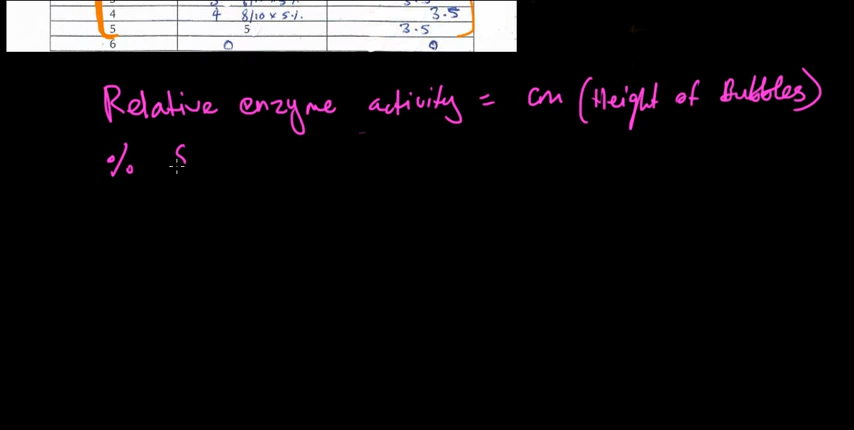 4 4 8/10 x 5% 3.5
5 5 3.5
6 0 0
Relative enzyme activity = cm (Height of Bubbles)
% S